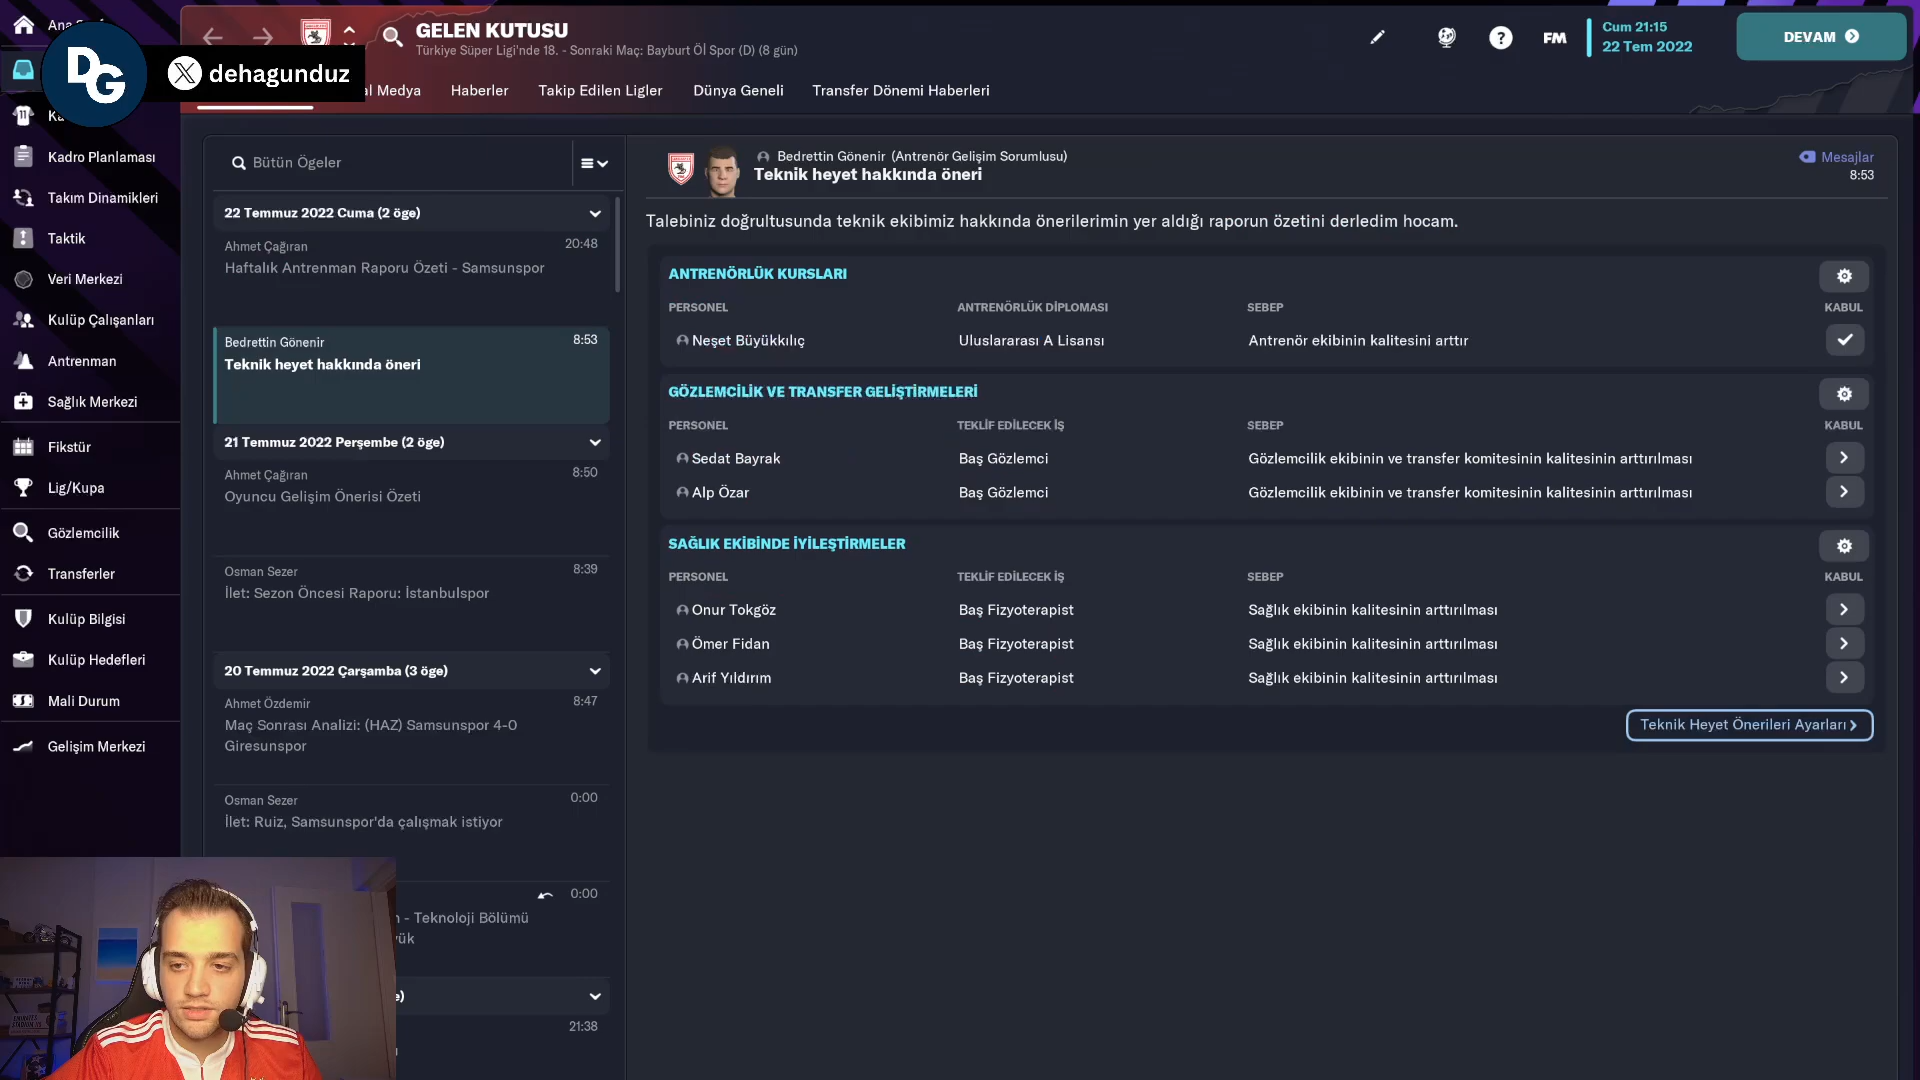 DG
dehagunduz
GELEN KUTUSU
Türkiye Süper Ligi'nde 18. - Sonraki Maç: Bayburt Öl Spor (D) (8 gün)
FM
Cum 21:15
22 Tem 2022
DEVAM
Haberler
Takip Edilen Ligler
Dünya Geneli
Transfer Dönemi Haberleri
Kadro Planlaması
Takım Dinamikleri
Taktik
Veri Merkezi
Kulüp Çalışanları
Antrenman
Sağlık Merkezi
Fikstür
Lig/Kupa
Gözlemcilik
Transferler
Kulüp Bilgisi
Kulüp Hedefleri
Mali Durum
Gelişim Merkezi
Bütün Ögeler
22 Temmuz 2022 Cuma (2 öge)
Ahmet Çağıran 20:48
Haftalık Antrenman Raporu Özeti - Samsunspor
Bedrettin Gönenir 8:53
Teknik heyet hakkında öneri
21 Temmuz 2022 Perşembe (2 öge)
Ahmet Çağıran 8:50
Oyuncu Gelişim Önerisi Özeti
Osman Sezer 8:39
İlet: Sezon Öncesi Raporu: İstanbulspor
20 Temmuz 2022 Çarşamba (3 öge)
Ahmet Özdemir 8:47
Maç Sonrası Analizi: (HAZ) Samsunspor 4-0
Giresunspor
Osman Sezer 0:00
İlet: Ruiz, Samsunspor'da çalışmak istiyor
0:00
- Teknoloji Bölümü
21:38
Bedrettin Gönenir (Antrenör Gelişim Sorumlusu)
Teknik heyet hakkında öneri
Mesajlar
8:53
Talebiniz doğrultusunda teknik ekibimiz hakkında önerilerimin yer aldığı raporun özetini derledim hocam.
ANTRENÖRLÜK KURSLARI
PERSONEL ANTRENÖRLÜK DİPLOMASI SEBEP KABUL
Neşet Büyükkılıç Uluslararası A Lisansı Antrenör ekibinin kalitesini arttır
GÖZLEMCİLİK VE TRANSFER GELİŞTİRMELERİ
PERSONEL TEKLİF EDİLECEK İŞ SEBEP KABUL
Sedat Bayrak Baş Gözlemci Gözlemcilik ekibinin ve transfer komitesinin kalitesinin arttırılması
Alp Özar Baş Gözlemci Gözlemcilik ekibinin ve transfer komitesinin kalitesinin arttırılması
SAĞLIK EKİBİNDE İYİLEŞTİRMELER
PERSONEL TEKLİF EDİLECEK İŞ SEBEP KABUL
Onur Tokgöz Baş Fizyoterapist Sağlık ekibinin kalitesinin arttırılması
Ömer Fidan Baş Fizyoterapist Sağlık ekibinin kalitesinin arttırılması
Arif Yıldırım Baş Fizyoterapist Sağlık ekibinin kalitesinin arttırılması
Teknik Heyet Önerileri Ayarları